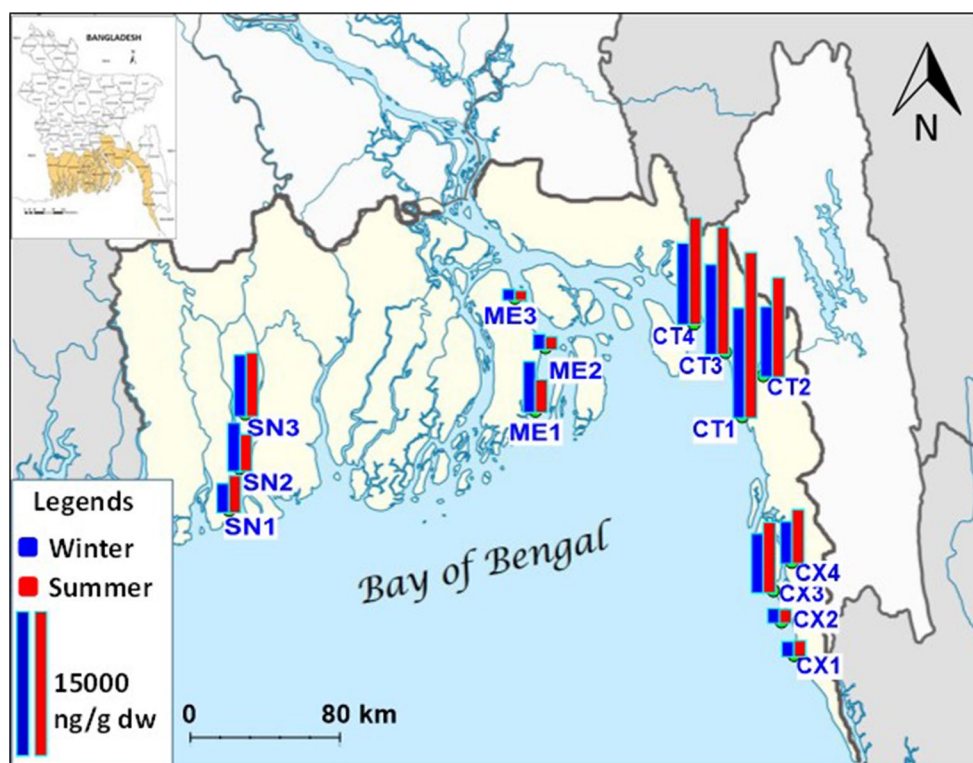 BANGLADESH
N
CT4
ME3
CT3
ME2
CT2
ME1
CT1
SN3
SN2
SN1
Bay of Bengal
CX4
CX3
CX2
CX1
Legends
Winter
Summer
15000
ng/g dw
0 80 km